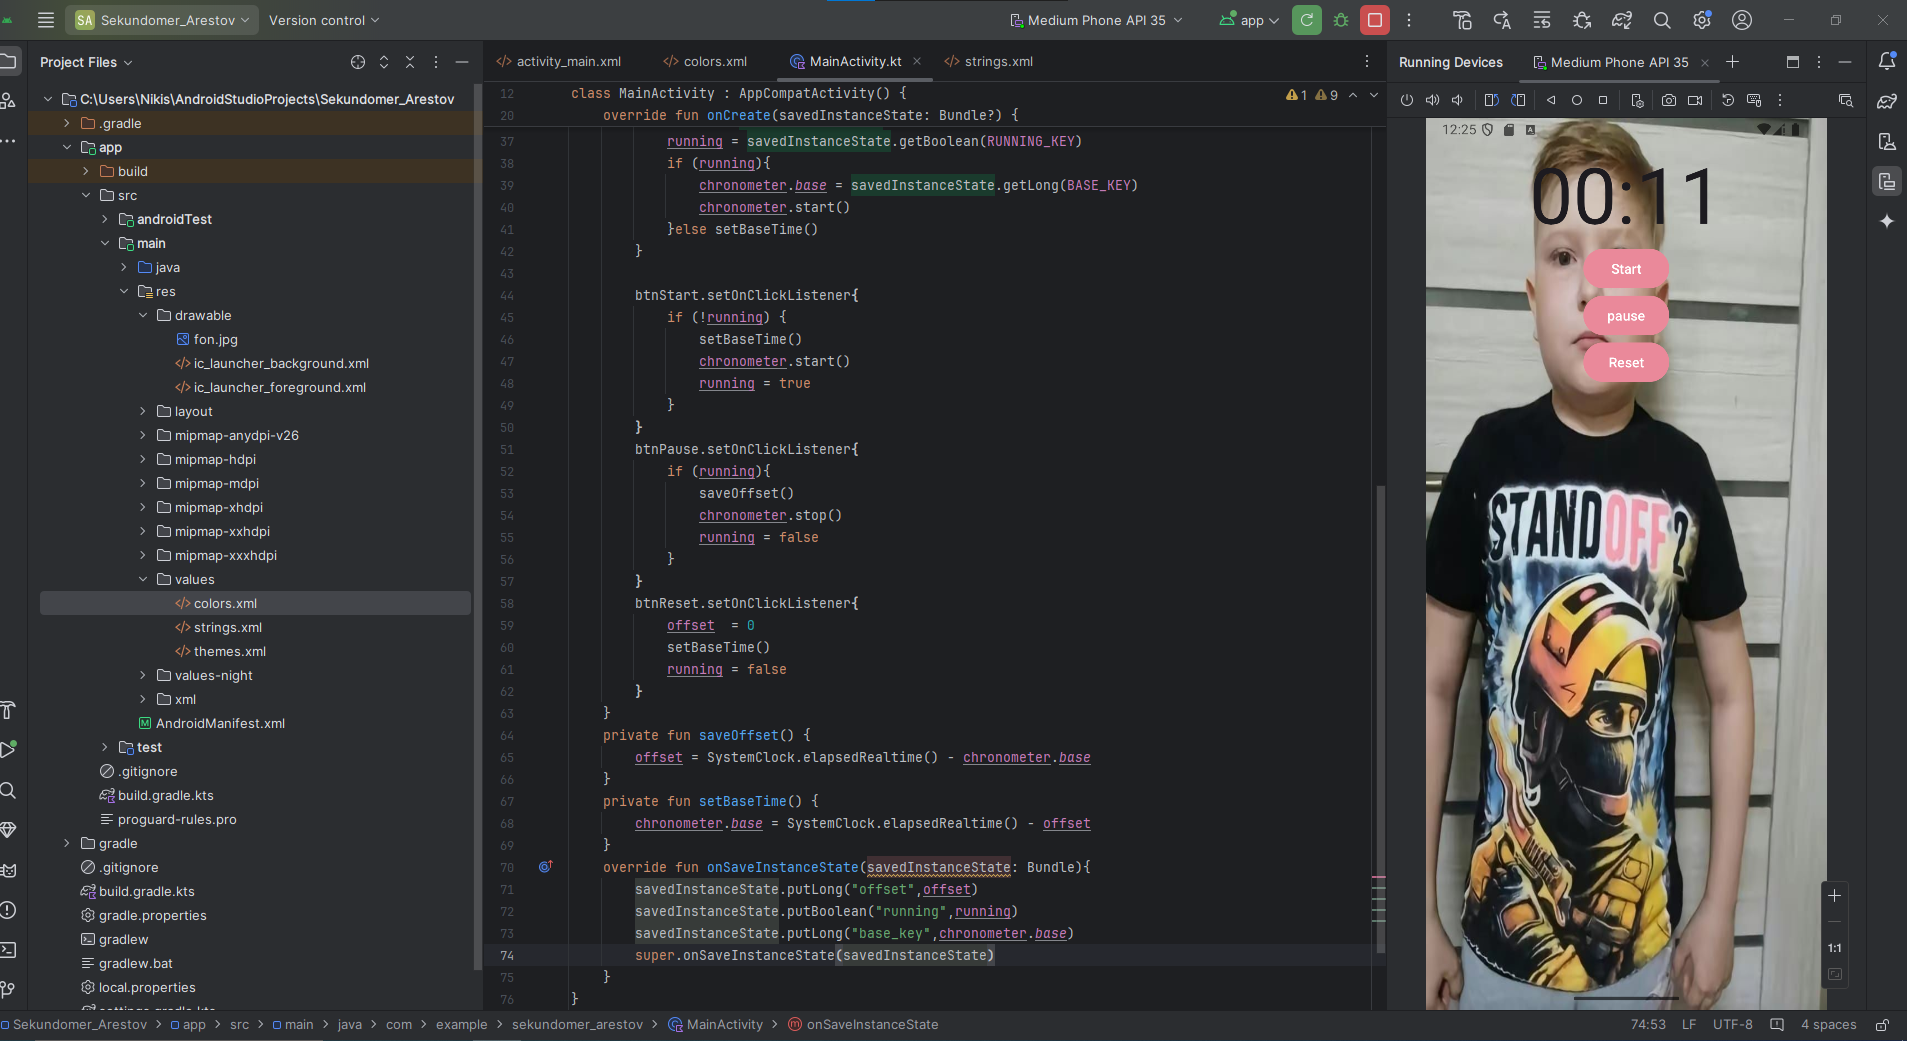 SA Sekundomer_Arestov Version control Medium Phone API 35 app
Project Files
C:\Users\Nikis\AndroidStudioProjects\Sekundomer_Arestov
.gradle
app
build
src
androidTest
main
java
res
drawable
fon.jpg
ic_launcher_background.xml
ic_launcher_foreground.xml
layout
mipmap-anydpi-v26
mipmap-hdpi
mipmap-mdpi
mipmap-xhdpi
mipmap-xxhdpi
mipmap-xxxhdpi
values
colors.xml
strings.xml
themes.xml
values-night
xml
AndroidManifest.xml
test
.gitignore
build.gradle.kts
proguard-rules.pro
gradle
.gitignore
build.gradle.kts
gradle.properties
gradlew
gradlew.bat
local.properties
settings.gradle.kts
activity_main.xml colors.xml MainActivity.kt strings.xml
1 9
12 class MainActivity : AppCompatActivity() {
20 override fun onCreate(savedInstanceState: Bundle?) {
37 running = savedInstanceState.getBoolean(RUNNING_KEY)
38 if (running){
39 chronometer.base = savedInstanceState.getLong(BASE_KEY)
40 chronometer.start()
41 }else setBaseTime()
42 }
43
44 btnStart.setOnClickListener{
45 if (!running) {
46 setBaseTime()
47 chronometer.start()
48 running = true
49 }
50 }
51 btnPause.setOnClickListener{
52 if (running){
53 saveOffset()
54 chronometer.stop()
55 running = false
56 }
57 }
58 btnReset.setOnClickListener{
59 offset  = 0
60 setBaseTime()
61 running = false
62 }
63 }
64 private fun saveOffset() {
65 offset = SystemClock.elapsedRealtime() - chronometer.base
66 }
67 private fun setBaseTime() {
68 chronometer.base = SystemClock.elapsedRealtime() - offset
69 }
70 override fun onSaveInstanceState(savedInstanceState: Bundle){
71 savedInstanceState.putLong("offset",offset)
72 savedInstanceState.putBoolean("running",running)
73 savedInstanceState.putLong("base_key",chronometer.base)
74 super.onSaveInstanceState(savedInstanceState)
75 }
76 }
Running Devices Medium Phone API 35
12:25
00:11
Start
pause
Reset
STANDOFF 2
1:1
Sekundomer_Arestov app src main java com example sekundomer_arestov MainActivity onSaveInstanceState
74:53 LF UTF-8 4 spaces